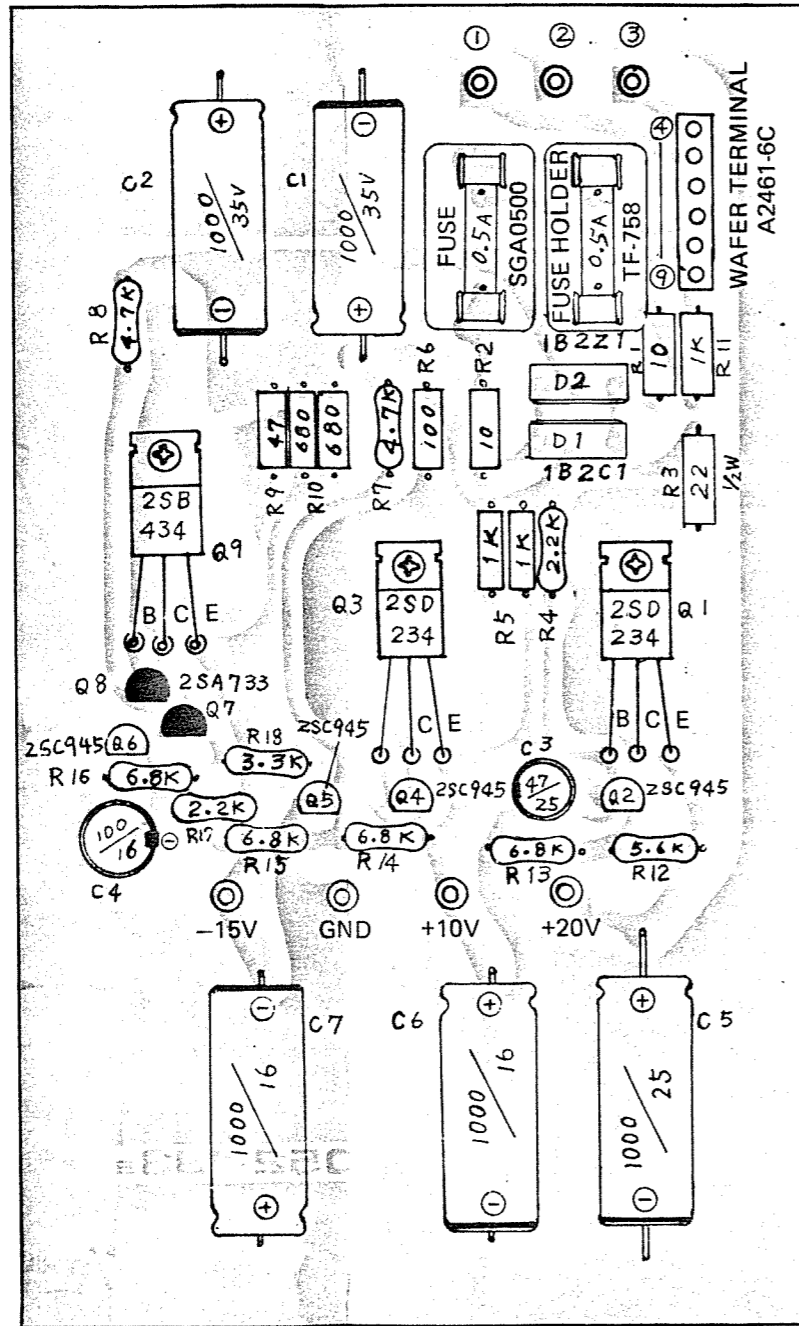 ① ② ③
④
⑨
WAFER TERMINAL
A2461-6C
C2
+
1000/35V
−
C1
−
1000/35V
+
FUSE
0.5A
SGA0500
FUSE HOLDER
0.5A
TF-758
R8
4.7K
R9
47
680
R10
680
R7
4.7K
R6
100
R2
10
1B2Z1
D2
D1
1B2C1
R1
10
1K
R11
R3
22
½W
2SB
434
Q9
B C E
Q3
2SD
234
C E
1K
R5
1K
R4
2.2K
2SD
234
Q1
B C E
Q8
2SA733
Q7
2SC945
Q6
R18
3.3K
2SC945
Q5
R16
6.8K
2.2K
R17
6.8K
R15
Q4
2SC945
6.8K
R14
C3
47/25
Q2
2SC945
6.8K
R13
5.6K
R12
100/16
−
C4
−15V
GND
+10V
+20V
−
1000/16
+
C7
C6
+
1000/16
−
+
1000/25
−
C5